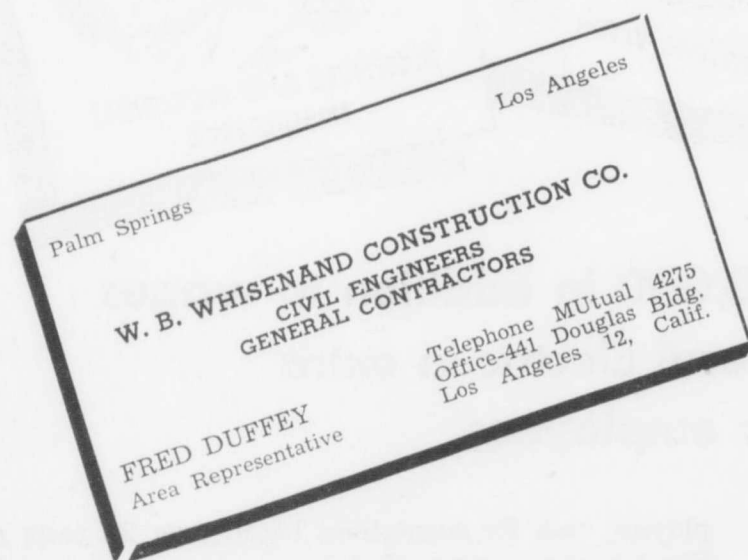 Palm Springs
Los Angeles
W. B. WHISENAND CONSTRUCTION CO.
CIVIL ENGINEERS
GENERAL CONTRACTORS
Telephone MUtual 4275
Office-441 Douglas Bldg.
Los Angeles 12, Calif.
FRED DUFFEY
Area Representative